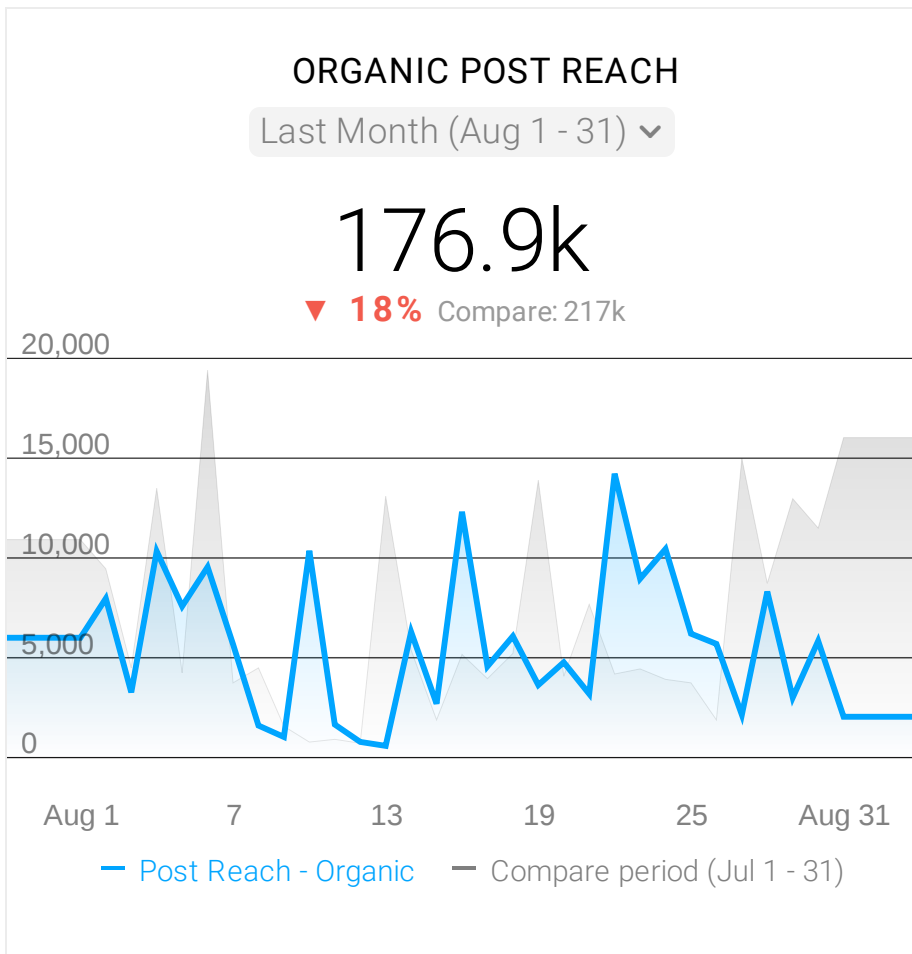 ORGANIC POST REACH
Last Month (Aug 1 - 31)
176.9k
▼ 18% Compare: 217k
20,000
15,000
10,000
5,000
0
Aug 1 7 13 19 25 Aug 31
Post Reach - Organic Compare period (Jul 1 - 31)